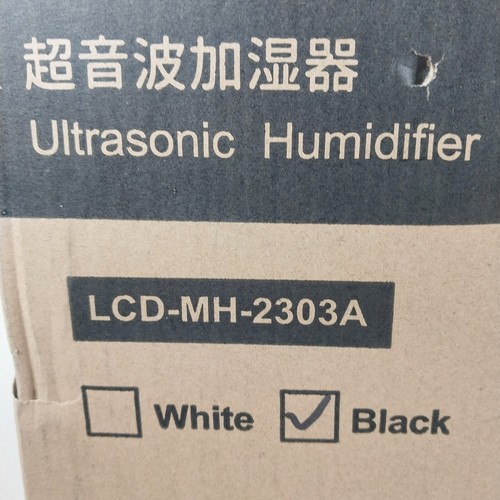 超音波加湿器
Ultrasonic Humidifier
LCD-MH-2303A
White Black